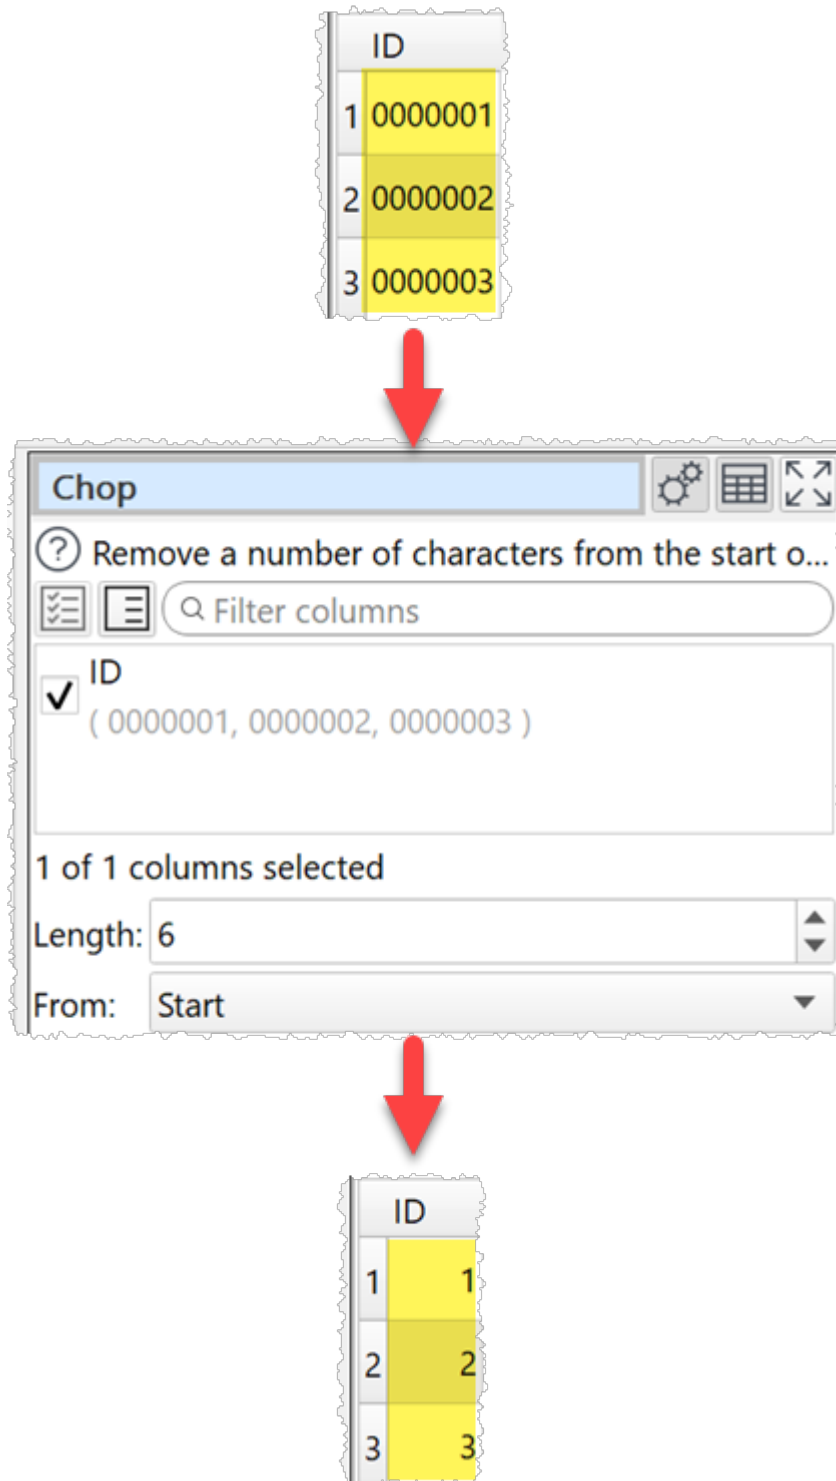 ID
1 0000001
2 0000002
3 0000003
Chop
? Remove a number of characters from the start o...
Filter columns
ID
( 0000001, 0000002, 0000003 )
1 of 1 columns selected
Length: 6
From: Start
ID
1 1
2 2
3 3